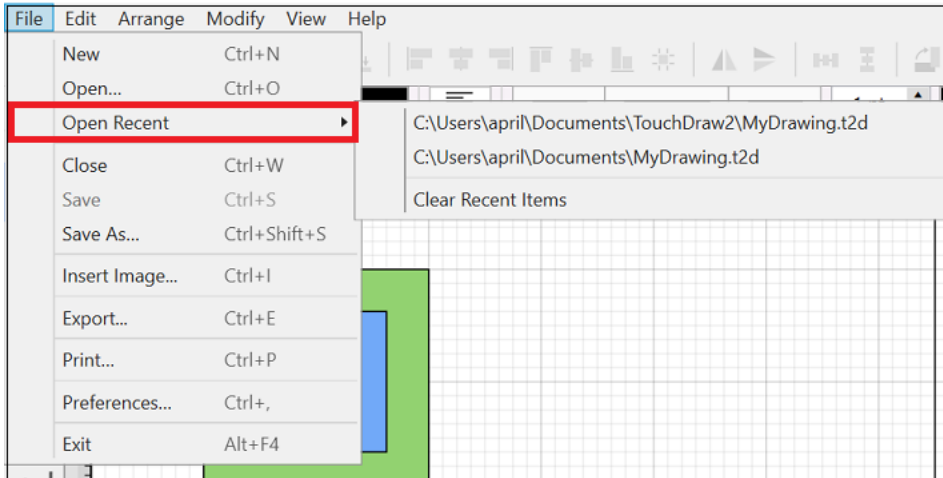 File Edit Arrange Modify View Help
New Ctrl+N
Open... Ctrl+O
Open Recent
C:\Users\april\Documents\TouchDraw2\MyDrawing.t2d
C:\Users\april\Documents\MyDrawing.t2d
Clear Recent Items
Close Ctrl+W
Save Ctrl+S
Save As... Ctrl+Shift+S
Insert Image... Ctrl+I
Export... Ctrl+E
Print... Ctrl+P
Preferences... Ctrl+,
Exit Alt+F4